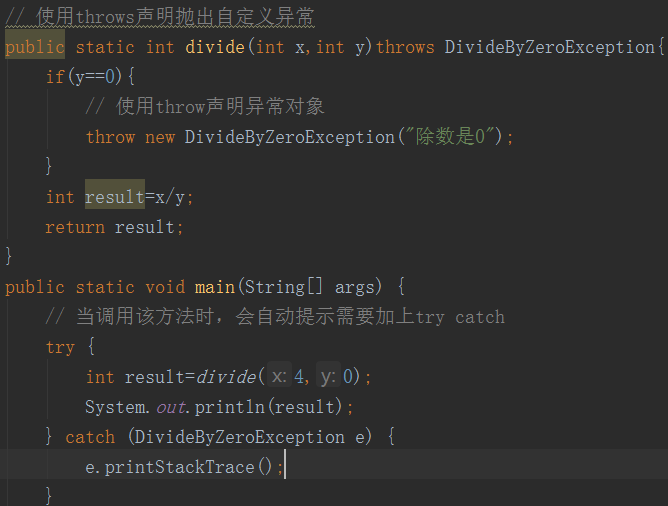 // 使用throws声明抛出自定义异常
public static int divide(int x,int y)throws DivideByZeroException{
if(y==0){
// 使用throw声明异常对象
throw new DivideByZeroException("除数是0");
}
int result=x/y;
return result;
}
public static void main(String[] args) {
// 当调用该方法时，会自动提示需要加上try catch
try {
int result=divide( x: 4, y: 0);
System.out.println(result);
} catch (DivideByZeroException e) {
e.printStackTrace();
}